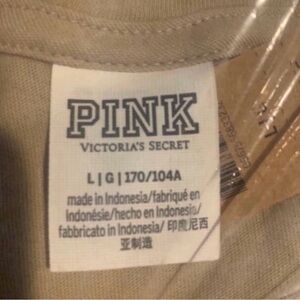 PINK
VICTORIA'S SECRET
L | G | 170/104A
made in Indonesia/fabriqué en
Indonésie/hecho en Indonesia/
fabbricato in Indonesia/印度尼西
亚制造